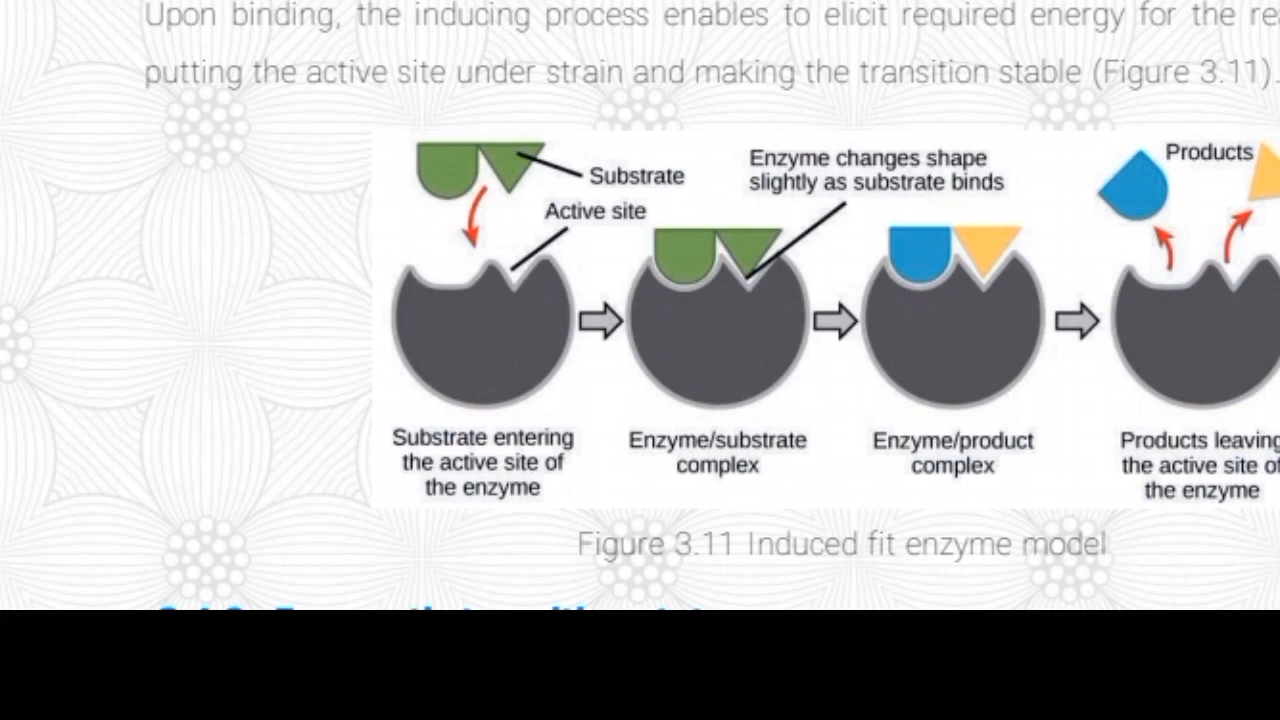 Upon binding, the inducing process enables to elicit required energy for the
putting the active site under strain and making the transition stable (Figure 3.11).
Substrate
Active site
Enzyme changes shape
slightly as substrate binds
Products
Substrate entering
the active site of
the enzyme
Enzyme/substrate
complex
Enzyme/product
complex
Products leaving
the active site of
the enzyme
Figure 3.11 Induced fit enzyme model